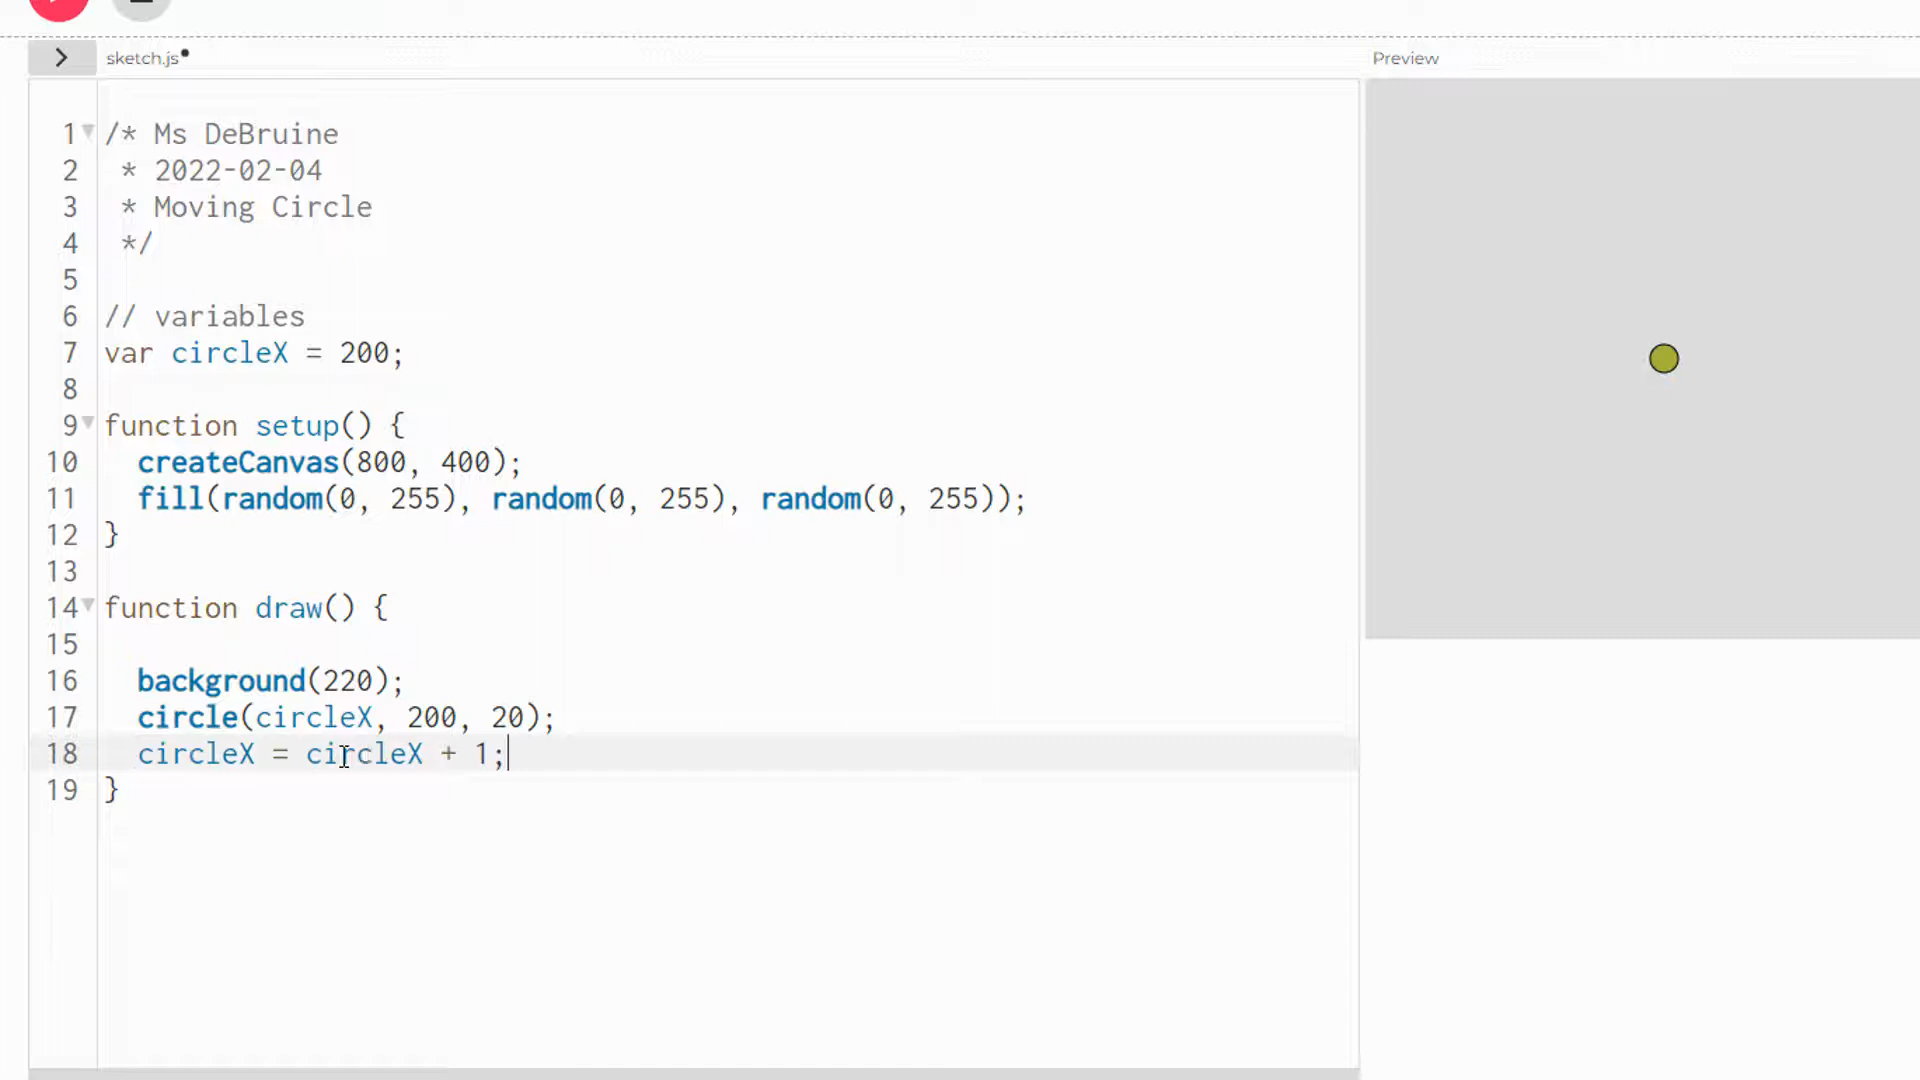 sketch.js•
Preview
1 /* Ms DeBruine
2  * 2022-02-04
3  * Moving Circle
4  */
5
6 // variables
7 var circleX = 200;
8
9 function setup() {
10   createCanvas(800, 400);
11   fill(random(0, 255), random(0, 255), random(0, 255));
12 }
13
14 function draw() {
15
16   background(220);
17   circle(circleX, 200, 20);
18   circleX = circleX + 1;
19 }